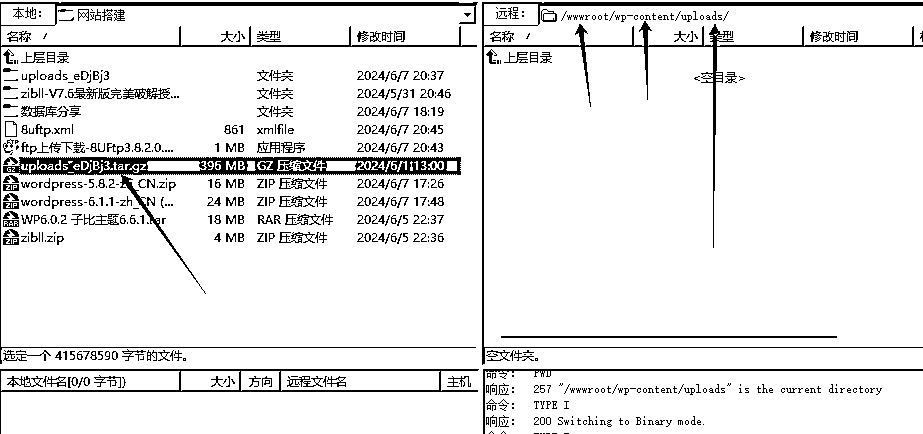 本地： 网站搭建
名称 / 大小 类型 修改时间
上层目录
uploads_eDjBj3 文件夹 2024/6/7 20:37
zibll-V7.6最新版完美破解授... 文件夹 2024/5/31 20:46
数据库分享 文件夹 2024/6/7 18:19
8uftp.xml 861 xmlfile 2024/6/7 20:45
ftp上传下载-8UFtp3.8.2.0.... 1 MB 应用程序 2024/6/7 20:43
uploads_eDjBj3.tar.gz 396 MB GZ 压缩文件 2024/6/1 13:00
wordpress-5.8.2-zh_CN.zip 16 MB ZIP 压缩文件 2024/6/7 17:26
wordpress-6.1.1-zh_CN (... 24 MB ZIP 压缩文件 2024/6/7 17:48
WP6.0.2 子比主题6.6.1.rar 18 MB RAR 压缩文件 2024/6/5 22:37
zibll.zip 4 MB ZIP 压缩文件 2024/6/5 22:36
选定一个 415678590 字节的文件。
本地文件名[0/0 字节]} 大小 方向 远程文件名 主机
远程： /wwwroot/wp-content/uploads/
名称 / 大小 类型 修改时间
上层目录
<空目录>
空文件夹。
命令： PWD
响应： 257 "/wwwroot/wp-content/uploads" is the current directory
命令： TYPE I
响应： 200 Switching to Binary mode.